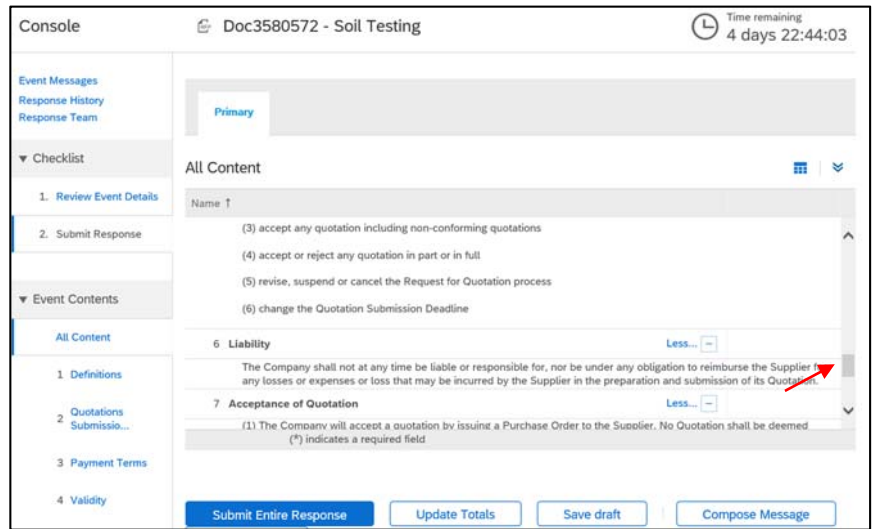 Console
Doc3580572 - Soil Testing
Time remaining
4 days 22:44:03
Event Messages
Response History
Response Team
▼ Checklist
1. Review Event Details
2. Submit Response
▼ Event Contents
All Content
1 Definitions
2 Quotations
Submissio...
3 Payment Terms
4 Validity
Primary
All Content
Name ↑
(3) accept any quotation including non-conforming quotations
(4) accept or reject any quotation in part or in full
(5) revise, suspend or cancel the Request for Quotation process
(6) change the Quotation Submission Deadline
6 Liability Less... −
The Company shall not at any time be liable or responsible for, nor be under any obligation to reimburse the Supplier
any losses or expenses or loss that may be incurred by the Supplier in the preparation and submission of its Quotation.
7 Acceptance of Quotation Less... −
(1) The Company will accept a quotation by issuing a Purchase Order to the Supplier. No Quotation shall be deemed
(*) indicates a required field
Submit Entire Response
Update Totals
Save draft
Compose Message